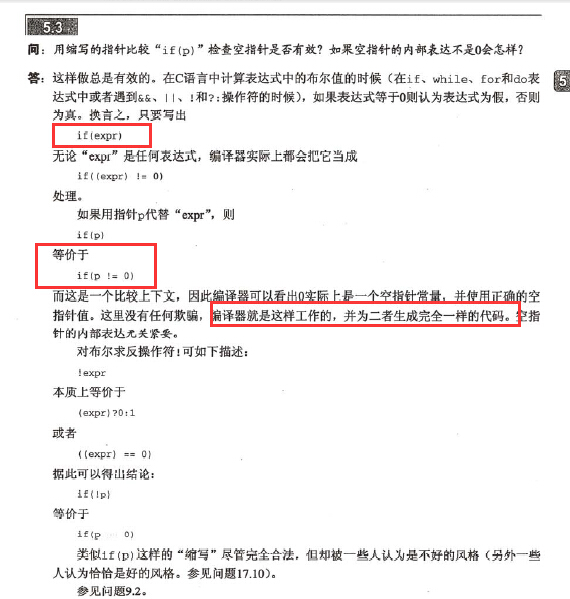 5.3
问：用缩写的指针比较“if(p)”检查空指针是否有效？如果空指针的内部表达不是0会怎样？
答：这样做总是有效的。在C语言中计算表达式中的布尔值的时候（在if、while、for和do表
达式中或者遇到&&、||、!和?:操作符的时候），如果表达式等于0则认为表达式为假，否则
为真。换言之，只要写出
if(expr)
无论“expr”是任何表达式，编译器实际上都会把它当成
if((expr) != 0)
处理。
如果用指针p代替“expr”，则
if(p)
等价于
if(p != 0)
而这是一个比较上下文，因此编译器可以看出0实际上是一个空指针常量，并使用正确的空
指针值。这里没有任何欺骗，编译器就是这样工作的，并为二者生成完全一样的代码。空指
针的内部表达无关紧要。
对布尔求反操作符!可如下描述：
!expr
本质上等价于
(expr)?0:1
或者
((expr) == 0)
据此可以得出结论：
if(!p)
等价于
if(p 0)
类似if(p)这样的“缩写”尽管完全合法，但却被一些人认为是不好的风格（另外一些
人认为恰恰是好的风格。参见问题17.10）。
参见问题9.2。
5